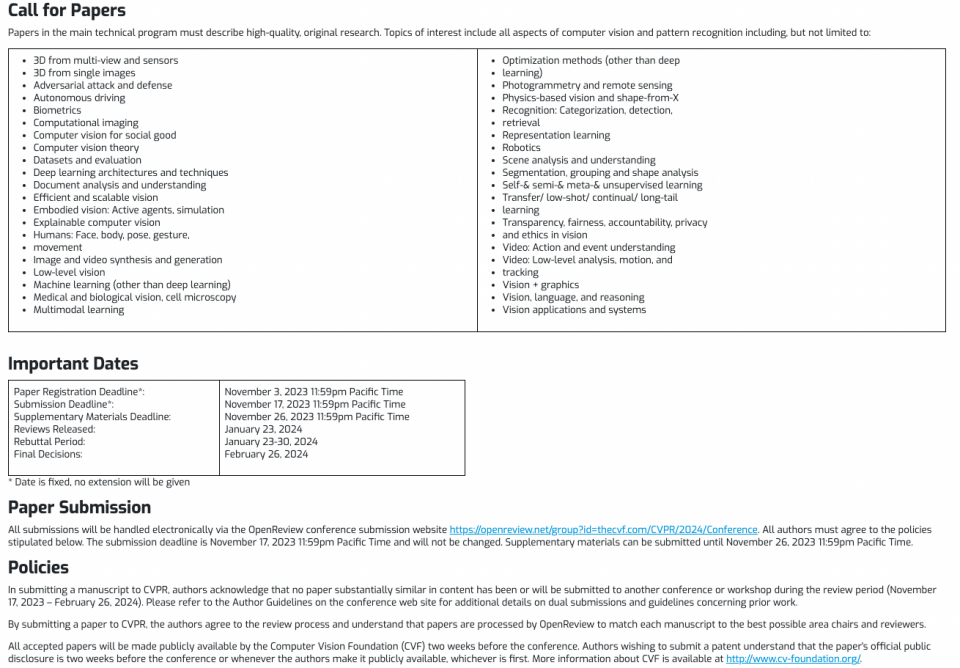 Call for Papers
Papers in the main technical program must describe high-quality, original research. Topics of interest include all aspects of computer vision and pattern recognition including, but not limited to:
• 3D from multi-view and sensors
• 3D from single images
• Adversarial attack and defense
• Autonomous driving
• Biometrics
• Computational imaging
• Computer vision for social good
• Computer vision theory
• Datasets and evaluation
• Deep learning architectures and techniques
• Document analysis and understanding
• Efficient and scalable vision
• Embodied vision: Active agents, simulation
• Explainable computer vision
• Humans: Face, body, pose, gesture,
• movement
• Image and video synthesis and generation
• Low-level vision
• Machine learning (other than deep learning)
• Medical and biological vision, cell microscopy
• Multimodal learning
• Optimization methods (other than deep
• learning)
• Photogrammetry and remote sensing
• Physics-based vision and shape-from-X
• Recognition: Categorization, detection,
• retrieval
• Representation learning
• Robotics
• Scene analysis and understanding
• Segmentation, grouping and shape analysis
• Self-& semi-& meta-& unsupervised learning
• Transfer/ low-shot/ continual/ long-tail
• learning
• Transparency, fairness, accountability, privacy
• and ethics in vision
• Video: Action and event understanding
• Video: Low-level analysis, motion, and
• tracking
• Vision + graphics
• Vision, language, and reasoning
• Vision applications and systems
Important Dates
Paper Registration Deadline*: November 3, 2023 11:59pm Pacific Time
Submission Deadline*: November 17, 2023 11:59pm Pacific Time
Supplementary Materials Deadline: November 26, 2023 11:59pm Pacific Time
Reviews Released: January 23, 2024
Rebuttal Period: January 23-30, 2024
Final Decisions: February 26, 2024
* Date is fixed, no extension will be given
Paper Submission
All submissions will be handled electronically via the OpenReview conference submission website https://openreview.net/group?id=thecvf.com/CVPR/2024/Conference. All authors must agree to the policies
stipulated below. The submission deadline is November 17, 2023 11:59pm Pacific Time and will not be changed. Supplementary materials can be submitted until November 26, 2023 11:59pm Pacific Time.
Policies
In submitting a manuscript to CVPR, authors acknowledge that no paper substantially similar in content has been or will be submitted to another conference or workshop during the review period (November
17, 2023 – February 26, 2024). Please refer to the Author Guidelines on the conference web site for additional details on dual submissions and guidelines concerning prior work.
By submitting a paper to CVPR, the authors agree to the review process and understand that papers are processed by OpenReview to match each manuscript to the best possible area chairs and reviewers.
All accepted papers will be made publicly available by the Computer Vision Foundation (CVF) two weeks before the conference. Authors wishing to submit a patent understand that the paper's official public
disclosure is two weeks before the conference or whenever the authors make it publicly available, whichever is first. More information about CVF is available at http://www.cv-foundation.org/.